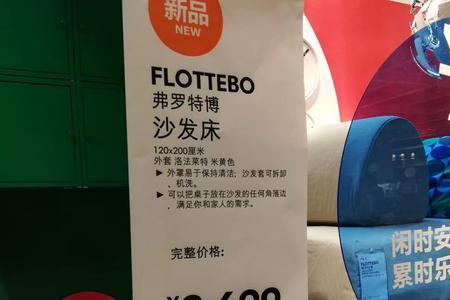 新品
NEW
FLOTTEBO
弗罗特博
沙发床
120x200厘米
外套 洛法莱特 米黄色
► 外罩易于保持清洁; 沙发套可拆卸
、机洗。
► 可以把桌子放在沙发的任何角落边
，满足你和家人的需求。
完整价格:
闲时安
累时乐
FLOTTEBO